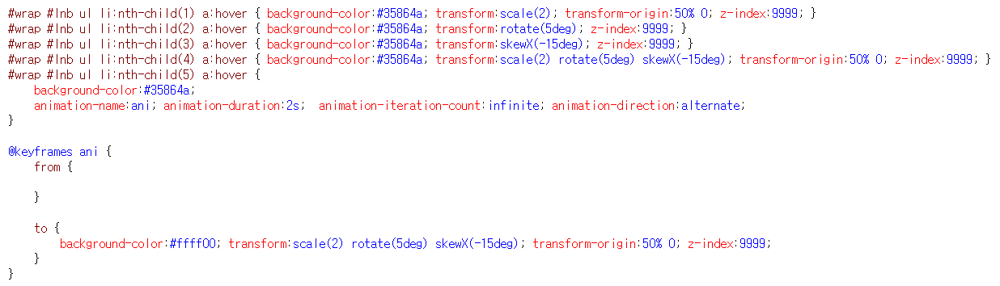 #wrap #lnb ul li:nth-child(1) a:hover { background-color:#35864a; transform:scale(2); transform-origin:50% 0; z-index:9999; }
#wrap #lnb ul li:nth-child(2) a:hover { background-color:#35864a; transform:rotate(5deg); z-index:9999; }
#wrap #lnb ul li:nth-child(3) a:hover { background-color:#35864a; transform:skewX(-15deg); z-index:9999; }
#wrap #lnb ul li:nth-child(4) a:hover { background-color:#35864a; transform:scale(2) rotate(5deg) skewX(-15deg); transform-origin:50% 0; z-index:9999; }
#wrap #lnb ul li:nth-child(5) a:hover {
    background-color:#35864a;
    animation-name:ani; animation-duration:2s;  animation-iteration-count:infinite; animation-direction:alternate;
}

@keyframes ani {
    from {

    }

    to {
        background-color:#ffff00; transform:scale(2) rotate(5deg) skewX(-15deg); transform-origin:50% 0; z-index:9999;
    }
}